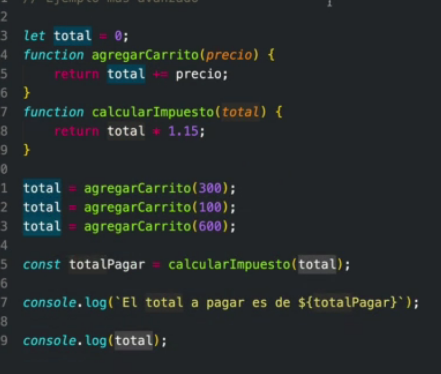 // Ejemplo mas avanzado
2
3 let total = 0;
4 function agregarCarrito(precio) {
5 return total += precio;
6 }
7 function calcularImpuesto(total) {
8 return total * 1.15;
9 }
0
1 total = agregarCarrito(300);
2 total = agregarCarrito(100);
3 total = agregarCarrito(600);
4
5 const totalPagar = calcularImpuesto(total);
6
7 console.log(`El total a pagar es de ${totalPagar}`);
8
9 console.log(total);